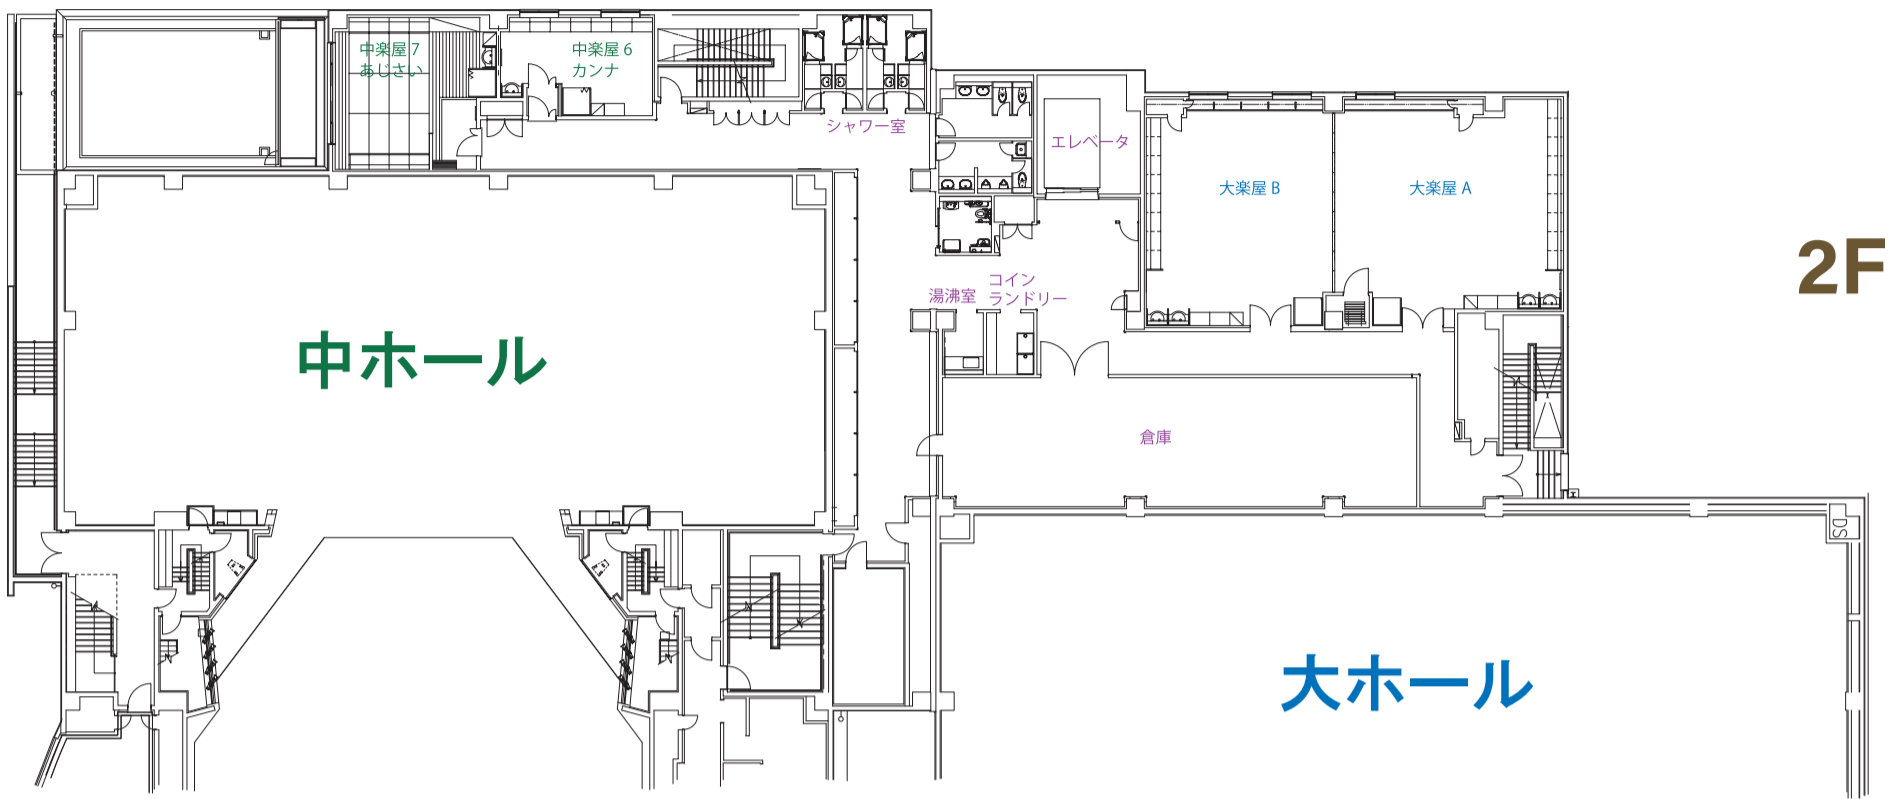 中楽屋 7
あじさい
中楽屋 6
カンナ
シャワー室
エレベータ
大楽屋 B
大楽屋 A
2F
湯沸室
コイン
ランドリー
中ホール
倉庫
DS
大ホール